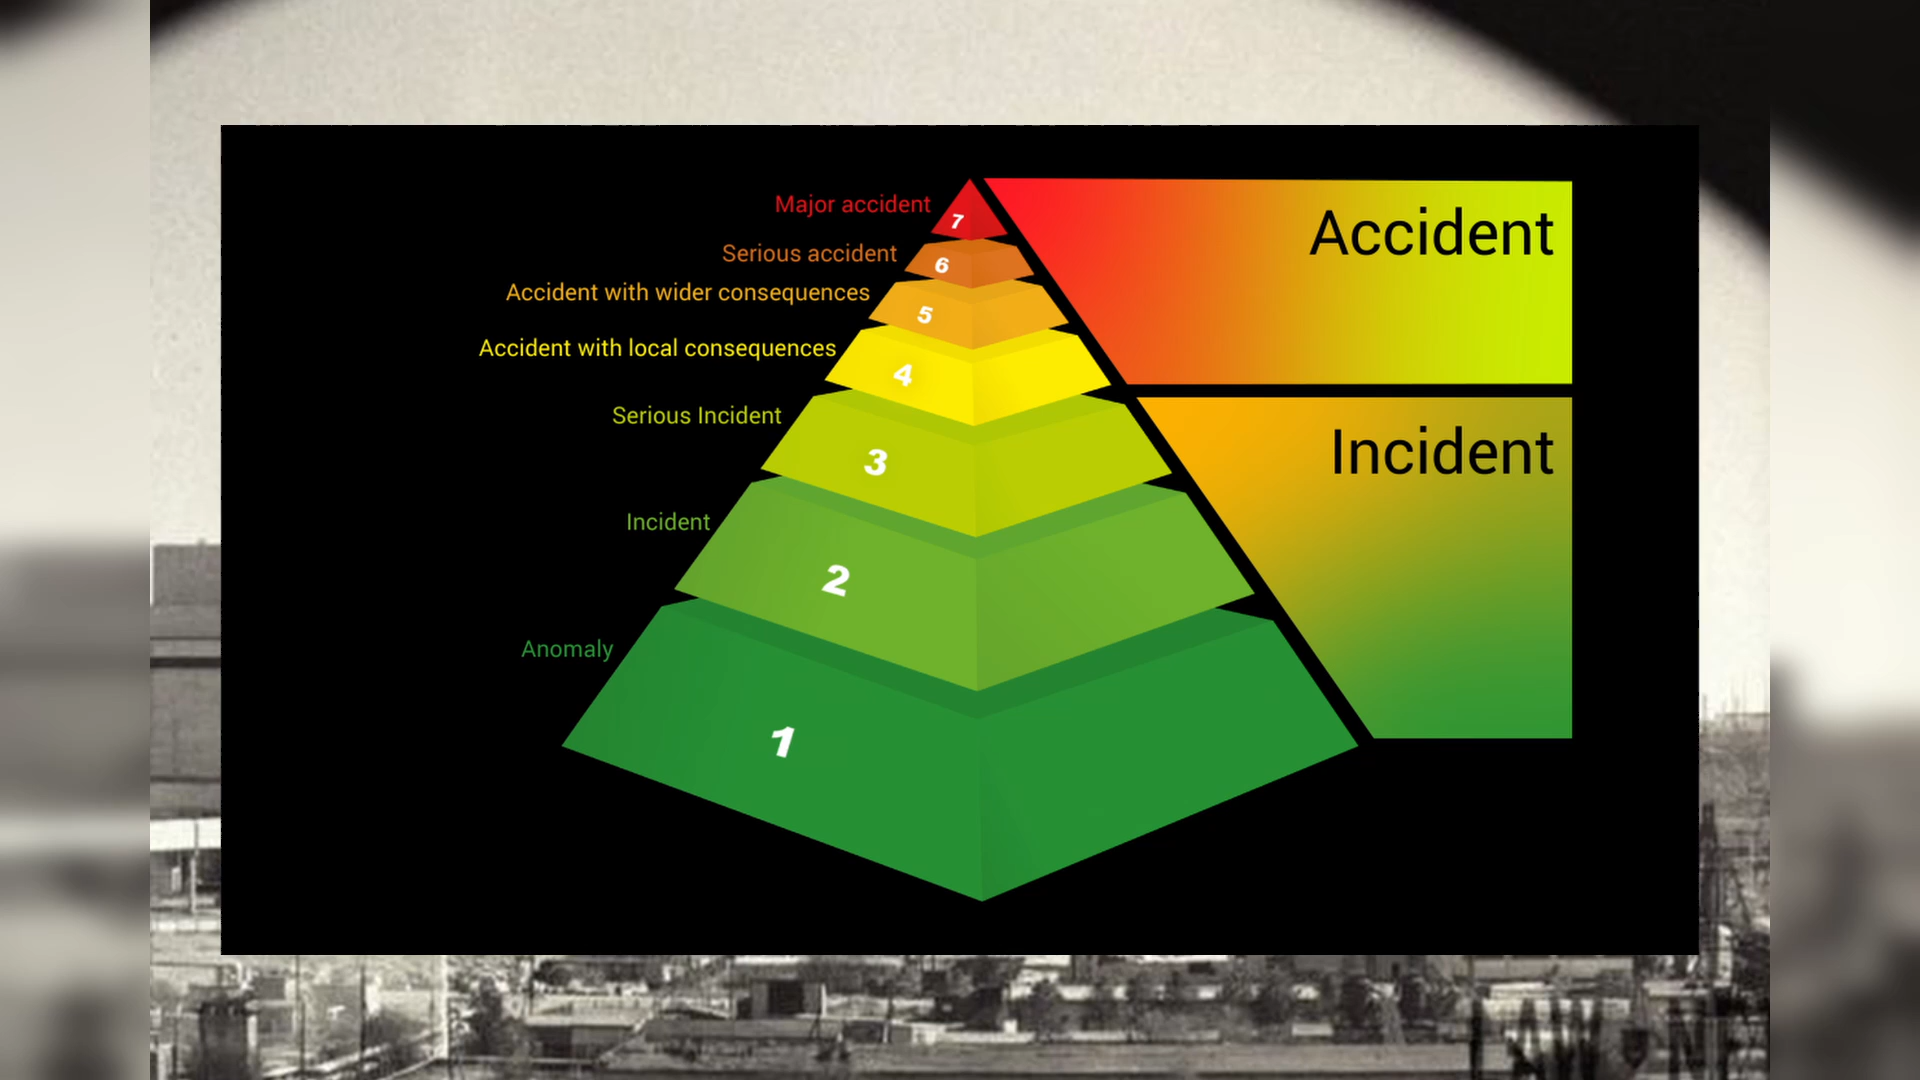 Major accident
7
Accident
Serious accident
6
Accident with wider consequences
5
Accident with local consequences
4
Serious Incident
3
Incident
Incident
2
Anomaly
1